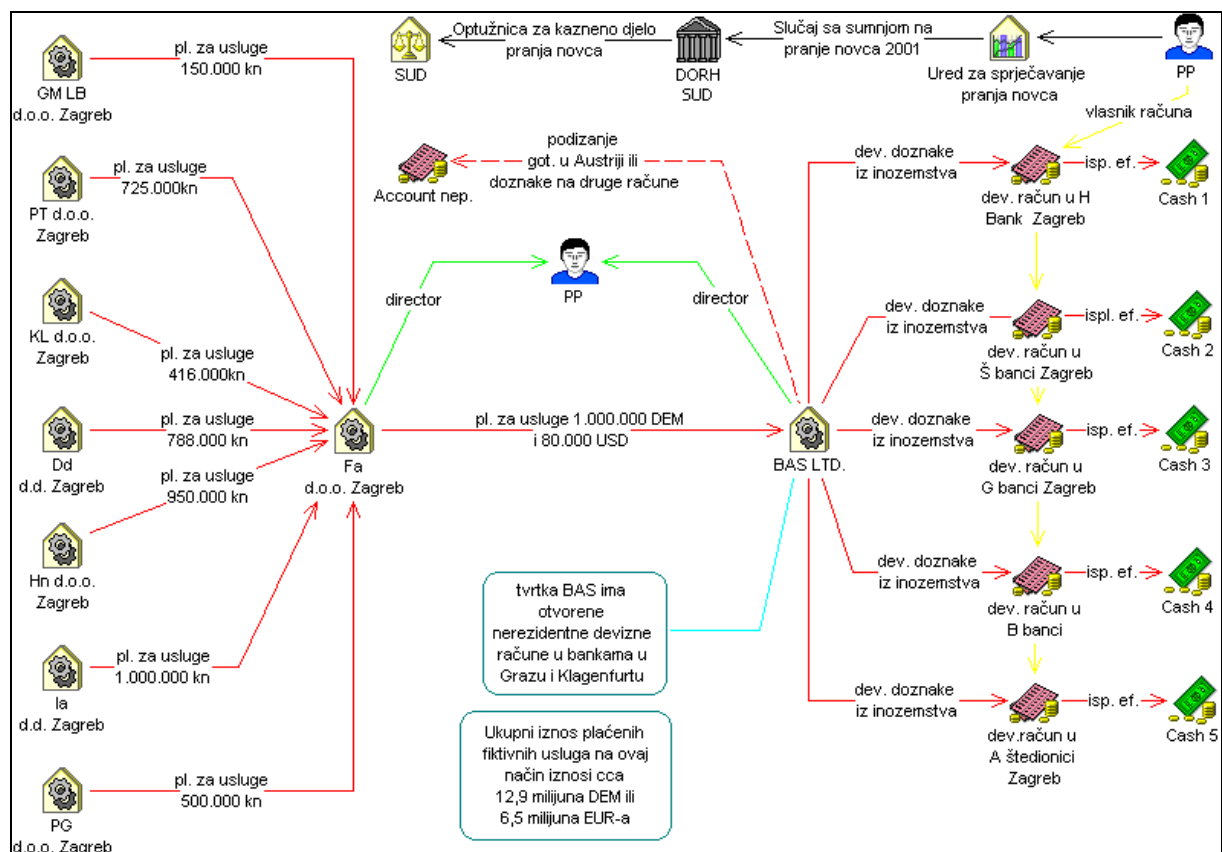 pl. za usluge
150.000 kn
GM LB
d.o.o. Zagreb
Optužnica za kazneno djelo
pranja novca
SUD
DORH
SUD
Slučaj sa sumnjom na
pranje novca 2001
Ured za sprječavanje
pranja novca
PP
vlasnik računa
pl. za usluge
725.000kn
PT d.o.o.
Zagreb
podizanje
got. u Austriji ili
doznake na druge račune
Account nep.
dev. doznake
iz inozemstva
dev. račun u H
Bank Zagreb
isp. ef.
Cash 1
director
PP
director
KL d.o.o.
Zagreb
pl. za usluge
416.000kn
dev. doznake
iz inozemstva
dev. račun u
Š banci Zagreb
ispl. ef.
Cash 2
Dd
d.d. Zagreb
pl. za usluge
788.000 kn
Fa
d.o.o. Zagreb
pl. za usluge 1.000.000 DEM
i 80.000 USD
BAS LTD.
dev. doznake
iz inozemstva
dev. račun u
G banci Zagreb
isp. ef.
Cash 3
pl. za usluge
950.000 kn
Hn d.o.o.
Zagreb
tvrtka BAS ima
otvorene
nerezidentne devizne
račune u bankama u
Grazu i Klagenfurtu
dev. doznake
iz inozemstva
dev. račun u
B banci
isp. ef.
Cash 4
pl. za usluge
1.000.000 kn
Ia
d.d. Zagreb
dev. doznake
iz inozemstva
dev.račun u
A štedionici
Zagreb
isp. ef.
Cash 5
Ukupni iznos plaćenih
fiktivnih usluga na ovaj
način iznosi cca
12,9 milijuna DEM ili
6,5 milijuna EUR-a
pl. za usluge
500.000 kn
PG
d.o.o. Zagreb